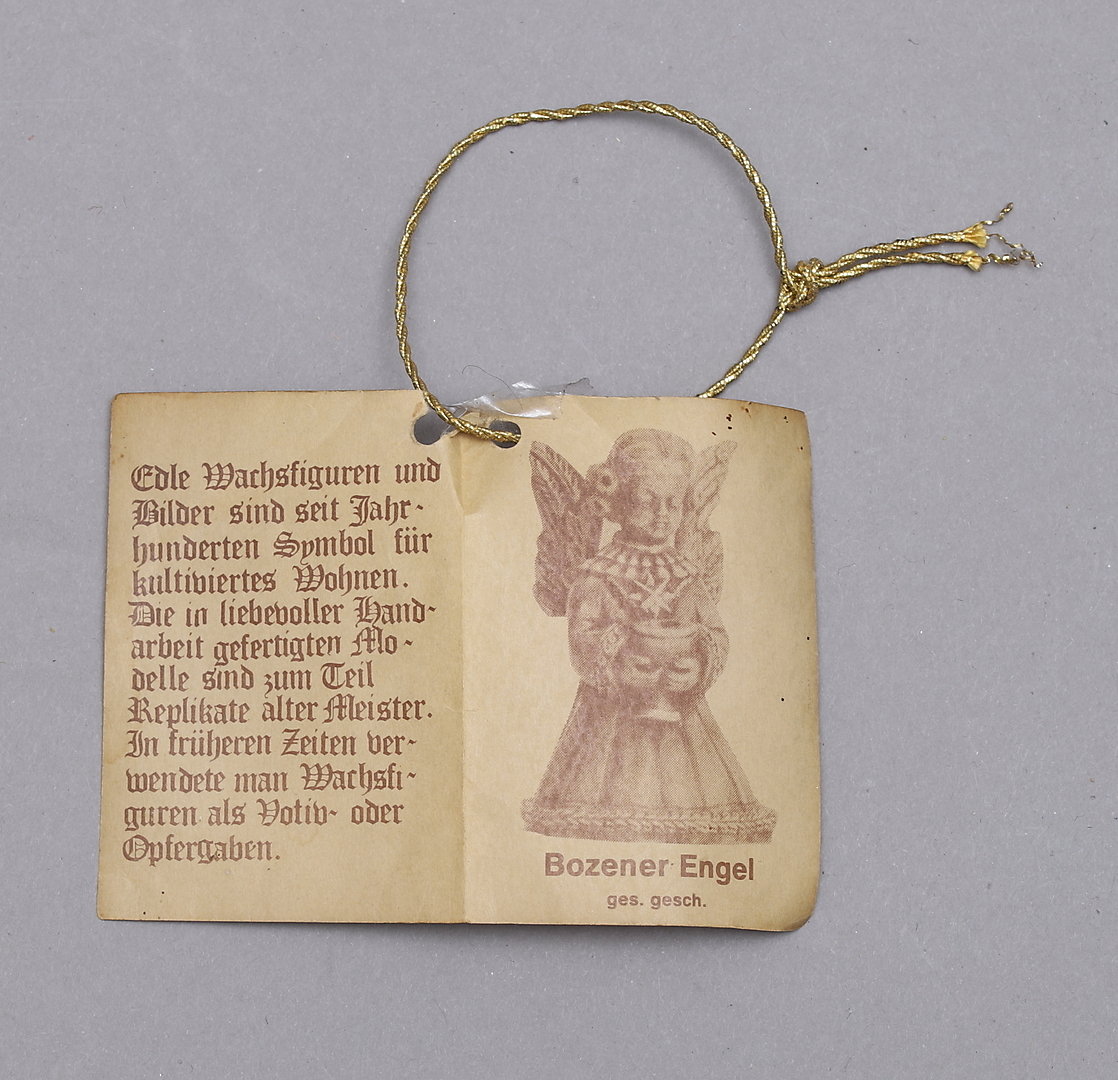 Edle Wachsfiguren und
Bilder sind seit Jahr-
hunderten Symbol für
kultiviertes Wohnen.
Die in liebevoller Hand-
arbeit gefertigten Mo-
delle sind zum Teil
Replikate alter Meister.
In früheren Zeiten ver-
wendete man Wachsfi-
guren als Votiv- oder
Opfergaben.
Bozener Engel
ges. gesch.